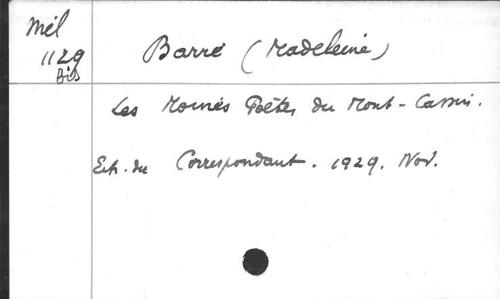 Mél
1129
Bis
Barré (Madeleine)
Les Moines Poètes du Mont-Cassin.
Ext. du Correspondant. 1929. Nov.